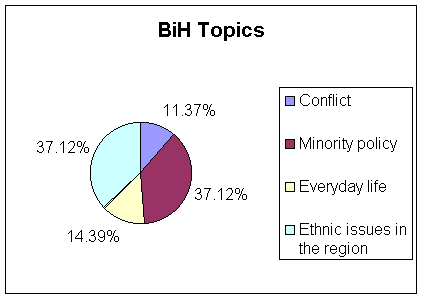 BiH Topics
11.37%
37.12%
14.39%
37.12%
Conflict
Minority policy
Everyday life
Ethnic issues in
the region